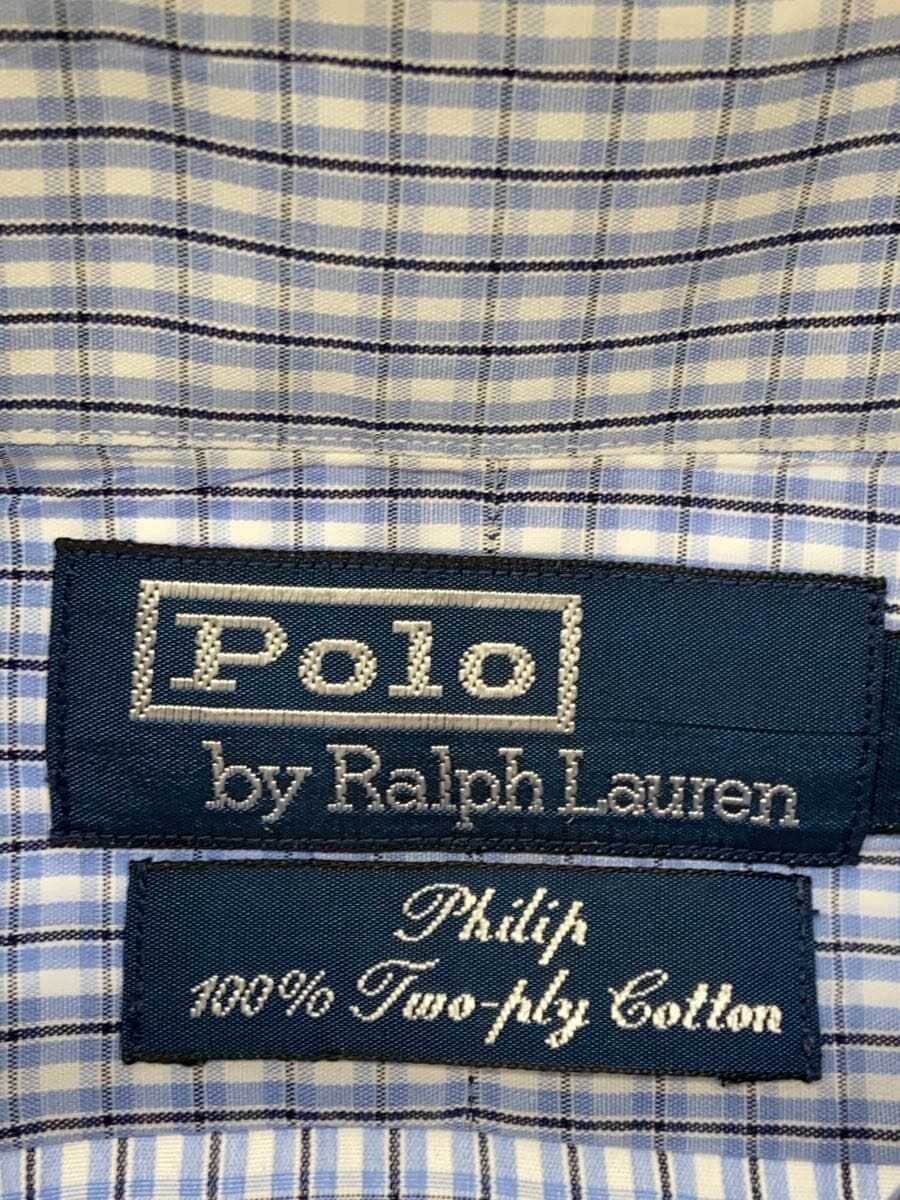 Polo
by Ralph Lauren
Philip
100% Two-ply Cotton